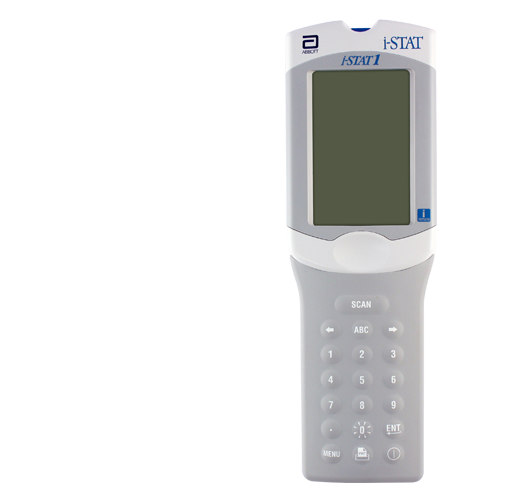 ABBOTT
i-STAT
i-STAT 1
i
SCAN
ABC
1 2 3
4 5 6
7 8 9
. 0 ENT
MENU